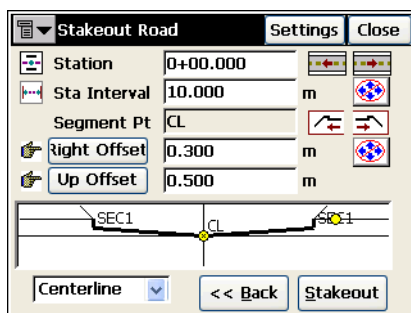 Stakeout Road Settings Close
Station 0+00.000
Sta Interval 10.000 m
Segment Pt CL
Right Offset 0.300 m
Up Offset 0.500 m
SEC1 CL SEC1
Centerline << Back Stakeout